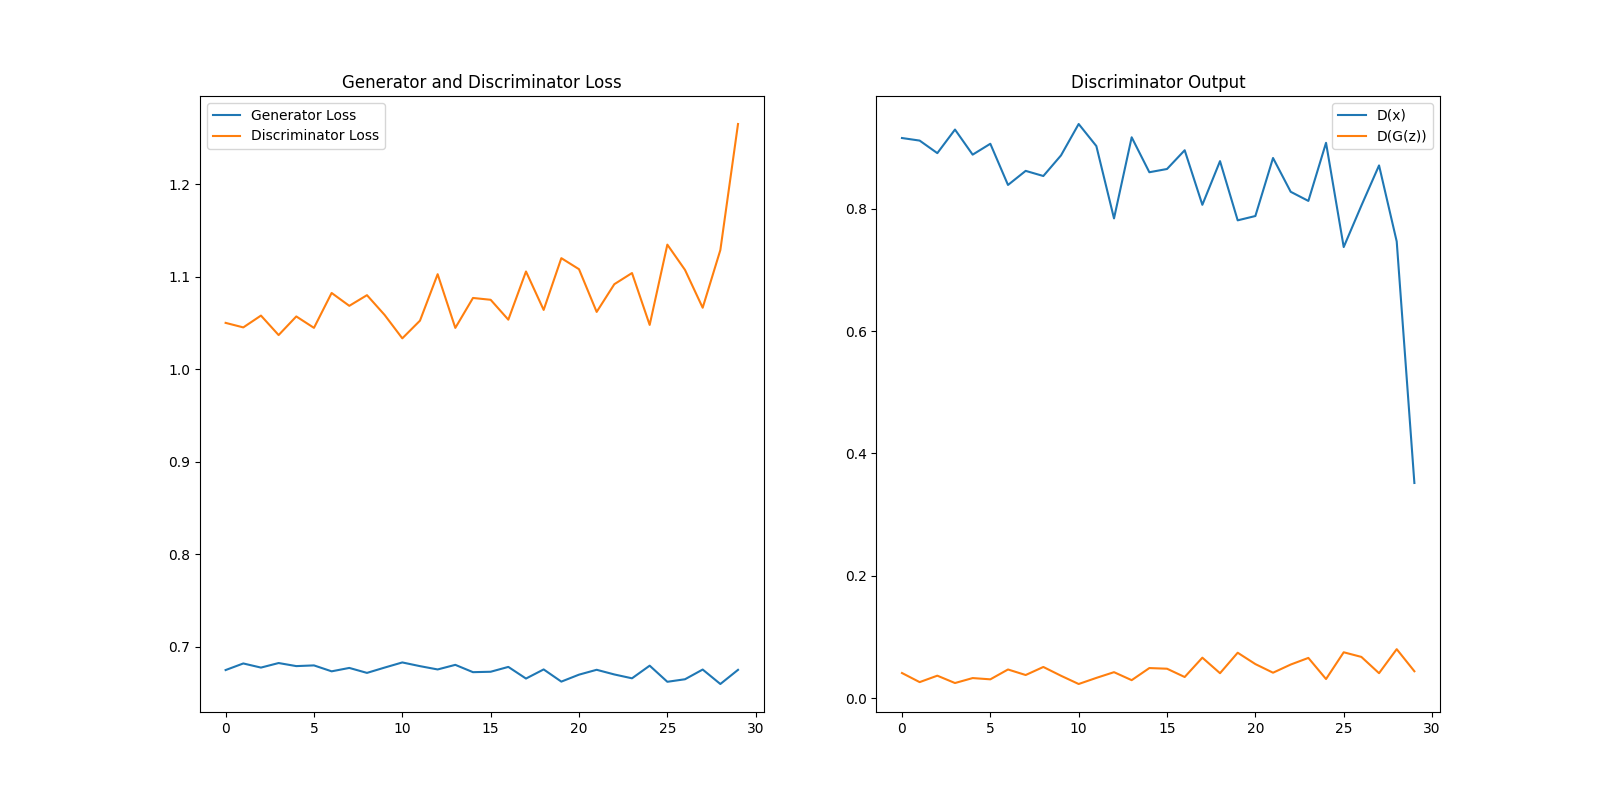 Generator and Discriminator Loss
Generator Loss
Discriminator Loss
1.2
1.1
1.0
0.9
0.8
0.7
0 5 10 15 20 25 30
Discriminator Output
D(x)
D(G(z))
0.8
0.6
0.4
0.2
0.0
0 5 10 15 20 25 30